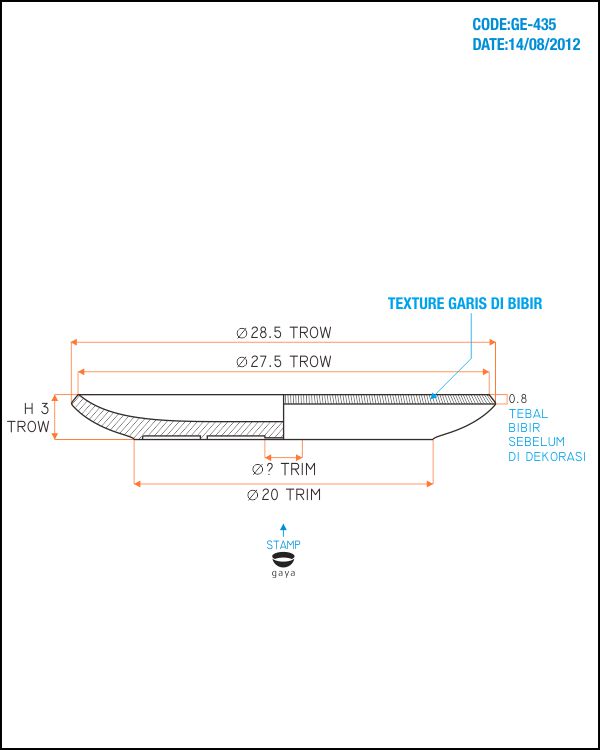 CODE:GE-435
DATE:14/08/2012
TEXTURE GARIS DI BIBIR
∅ 28.5 TROW
∅ 27.5 TROW
H 3
TROW
0.8
TEBAL
BIBIR
SEBELUM
DI DEKORASI
∅? TRIM
∅20 TRIM
STAMP
gaya